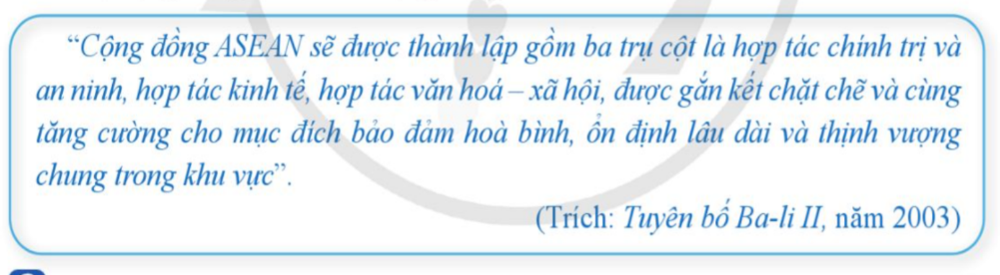 “Cộng đồng ASEAN sẽ được thành lập gồm ba trụ cột là hợp tác chính trị và
an ninh, hợp tác kinh tế, hợp tác văn hoá – xã hội, được gắn kết chặt chẽ và cùng
tăng cường cho mục đích bảo đảm hoà bình, ổn định lâu dài và thịnh vượng
chung trong khu vực”.
(Trích: Tuyên bố Ba-li II, năm 2003)